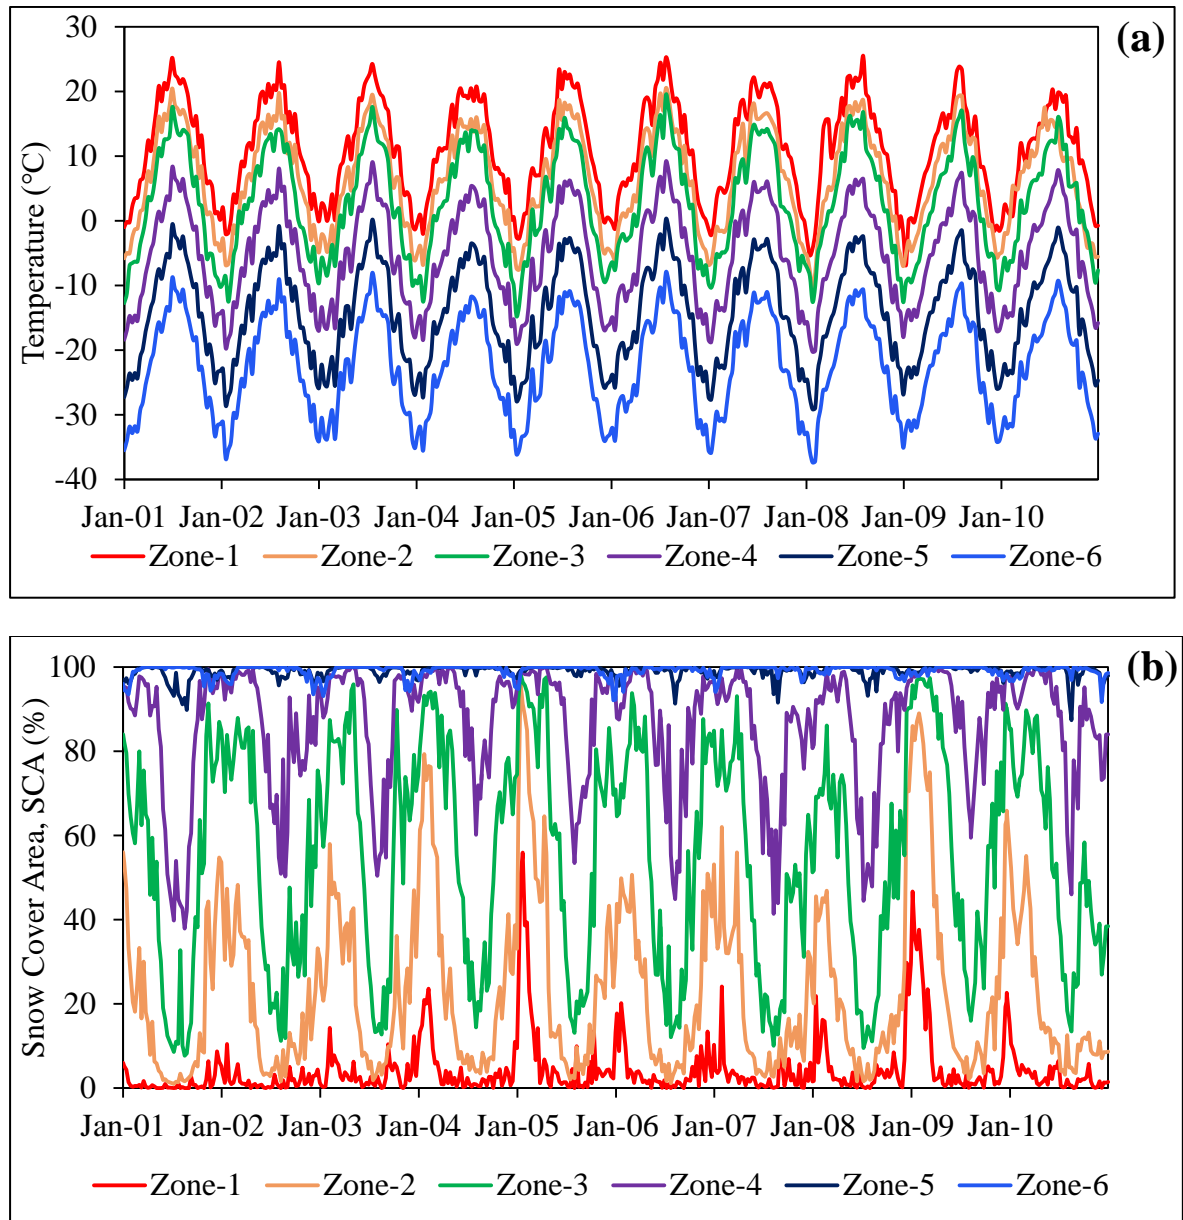 (a)
Temperature (°C)
30
20
10
0
-10
-20
-30
-40
Jan-01 Jan-02 Jan-03 Jan-04 Jan-05 Jan-06 Jan-07 Jan-08 Jan-09 Jan-10
Zone-1 Zone-2 Zone-3 Zone-4 Zone-5 Zone-6
(b)
Snow Cover Area, SCA (%)
100
80
60
40
20
0
Jan-01 Jan-02 Jan-03 Jan-04 Jan-05 Jan-06 Jan-07 Jan-08 Jan-09 Jan-10
Zone-1 Zone-2 Zone-3 Zone-4 Zone-5 Zone-6